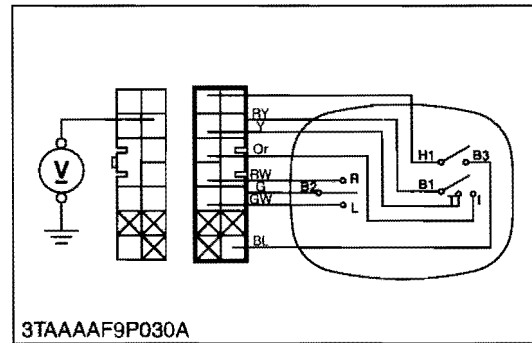 RY
Y
Or
H1 B3
RW R
G B2 B1
GW L T I
BL
V
3TAAAAF9P030A